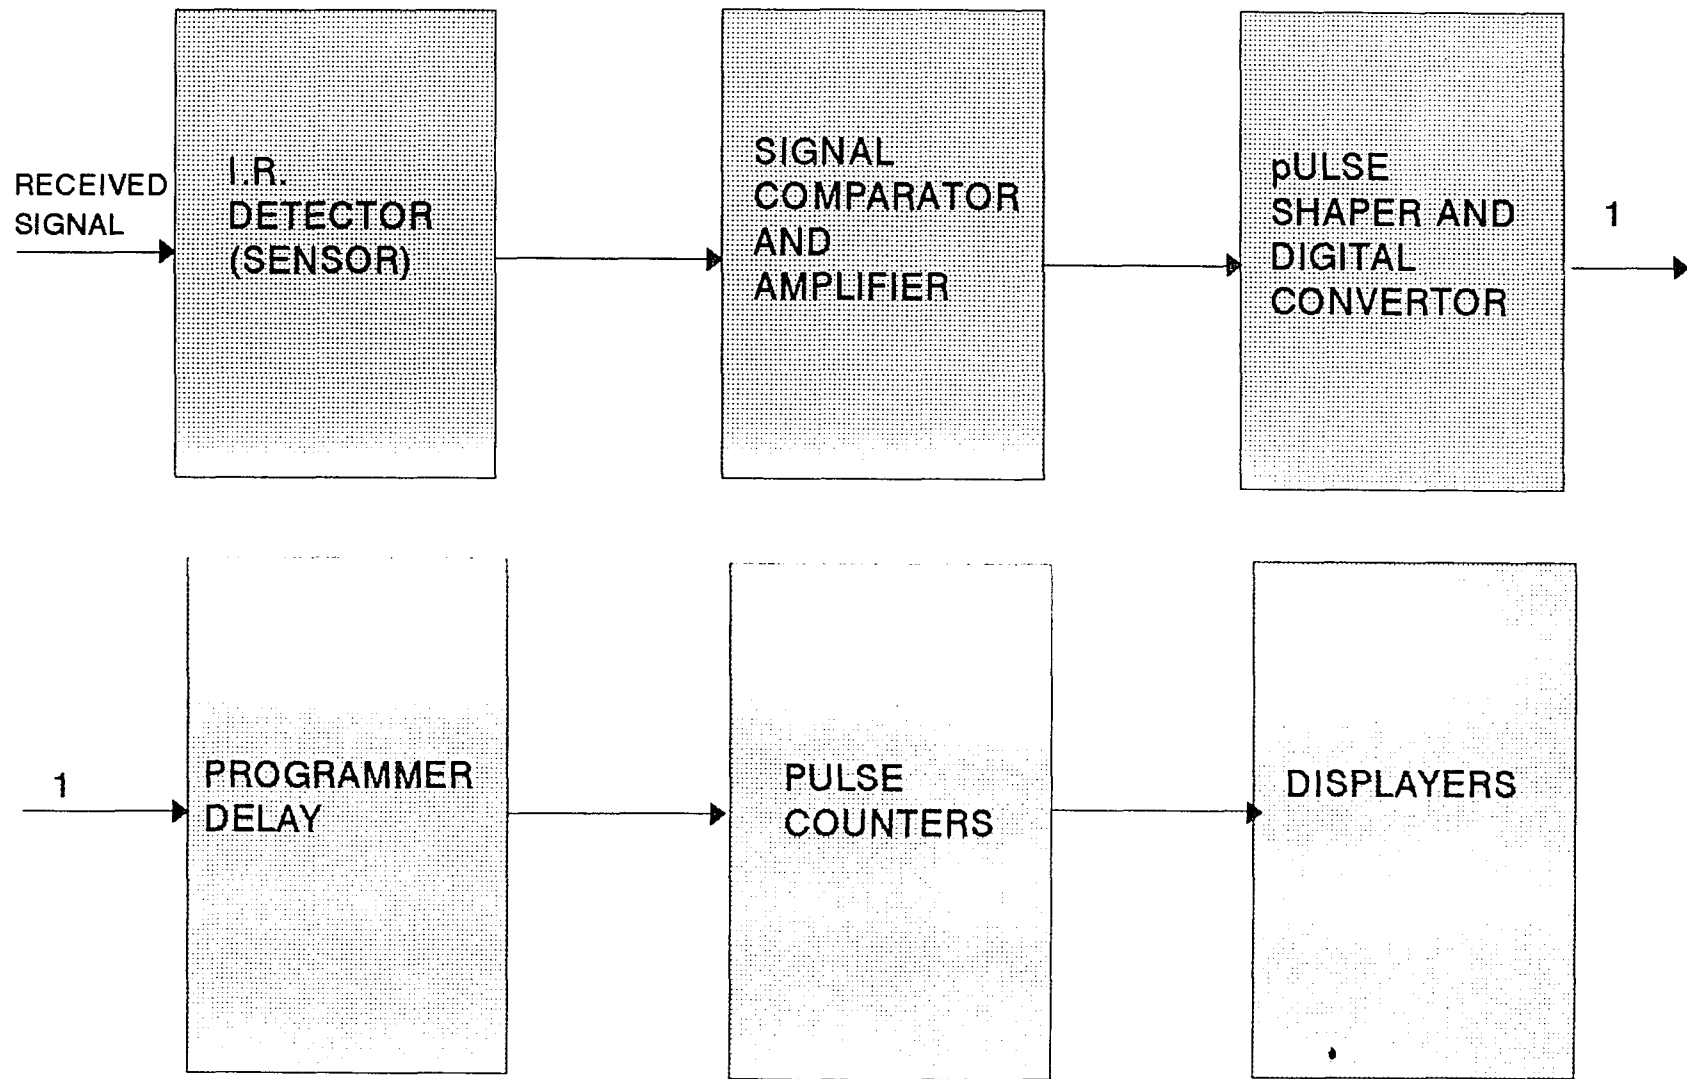 RECEIVED
SIGNAL
I.R.
DETECTOR
(SENSOR)
SIGNAL
COMPARATOR
AND
AMPLIFIER
pULSE
SHAPER AND
DIGITAL
CONVERTOR
1
1
PROGRAMMER
DELAY
PULSE
COUNTERS
DISPLAYERS